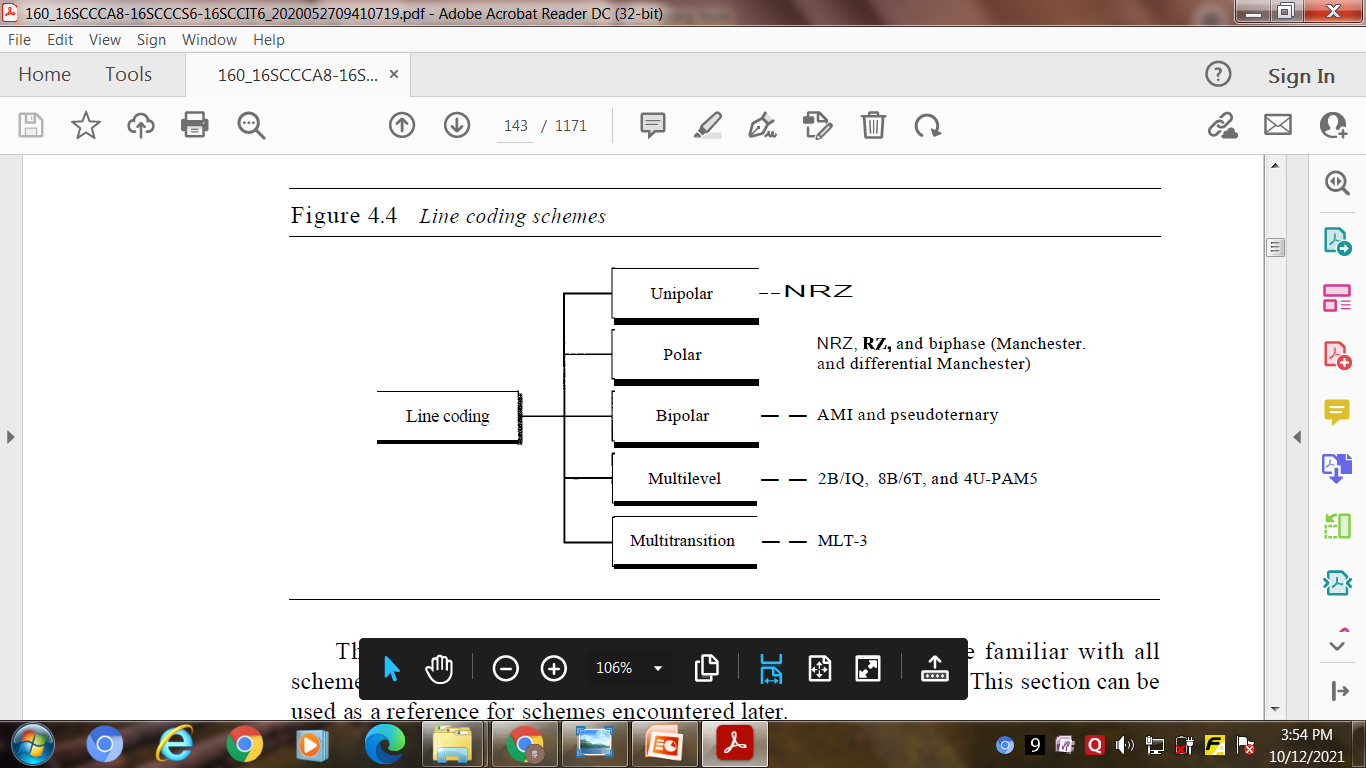 160_16SCCCA8-16SCCCS6-16SCCIT6_2020052709410719.pdf - Adobe Acrobat Reader DC (32-bit)
File Edit View Sign Window Help
Home Tools 160_16SCCCA8-16S... × Sign In
143 / 1171
Figure 4.4 Line coding schemes
Unipolar --NRZ
Polar NRZ, RZ, and biphase (Manchester.
and differential Manchester)
Line coding
Bipolar — — AMI and pseudoternary
Multilevel — — 2B/IQ, 8B/6T, and 4U-PAM5
Multitransition — — MLT-3
familiar with all
106%
This section can be
used as a reference for schemes encountered later.
3:54 PM
10/12/2021